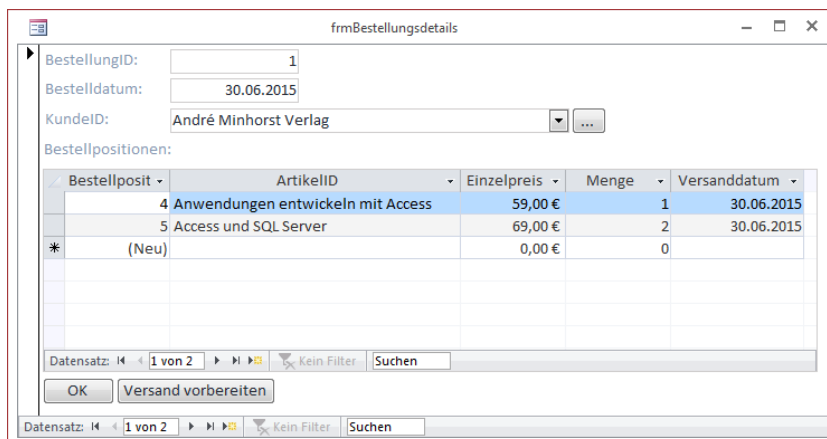 frmBestellungsdetails
BestellungID: 1
Bestelldatum: 30.06.2015
KundeID: André Minhorst Verlag ...
Bestellpositionen:
Bestellposit ArtikelID Einzelpreis Menge Versanddatum
4 Anwendungen entwickeln mit Access 59,00 € 1 30.06.2015
5 Access und SQL Server 69,00 € 2 30.06.2015
(Neu) 0,00 € 0
Datensatz: 1 von 2 Kein Filter Suchen
OK Versand vorbereiten
Datensatz: 1 von 2 Kein Filter Suchen